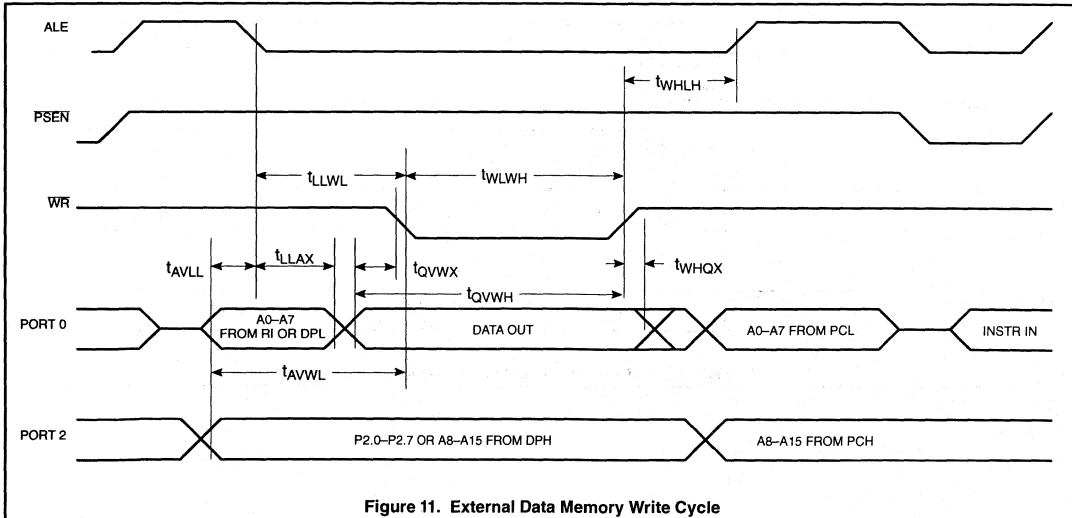 ALE
tWHLH
PSEN
tLLWL
tWLWH
WR
tAVLL
tLLAX
tQVWX
tWHQX
tQVWH
PORT 0
A0–A7
FROM RI OR DPL
DATA OUT
A0–A7 FROM PCL
INSTR IN
tAVWL
PORT 2
P2.0–P2.7 OR A8–A15 FROM DPH
A8–A15 FROM PCH
Figure 11. External Data Memory Write Cycle